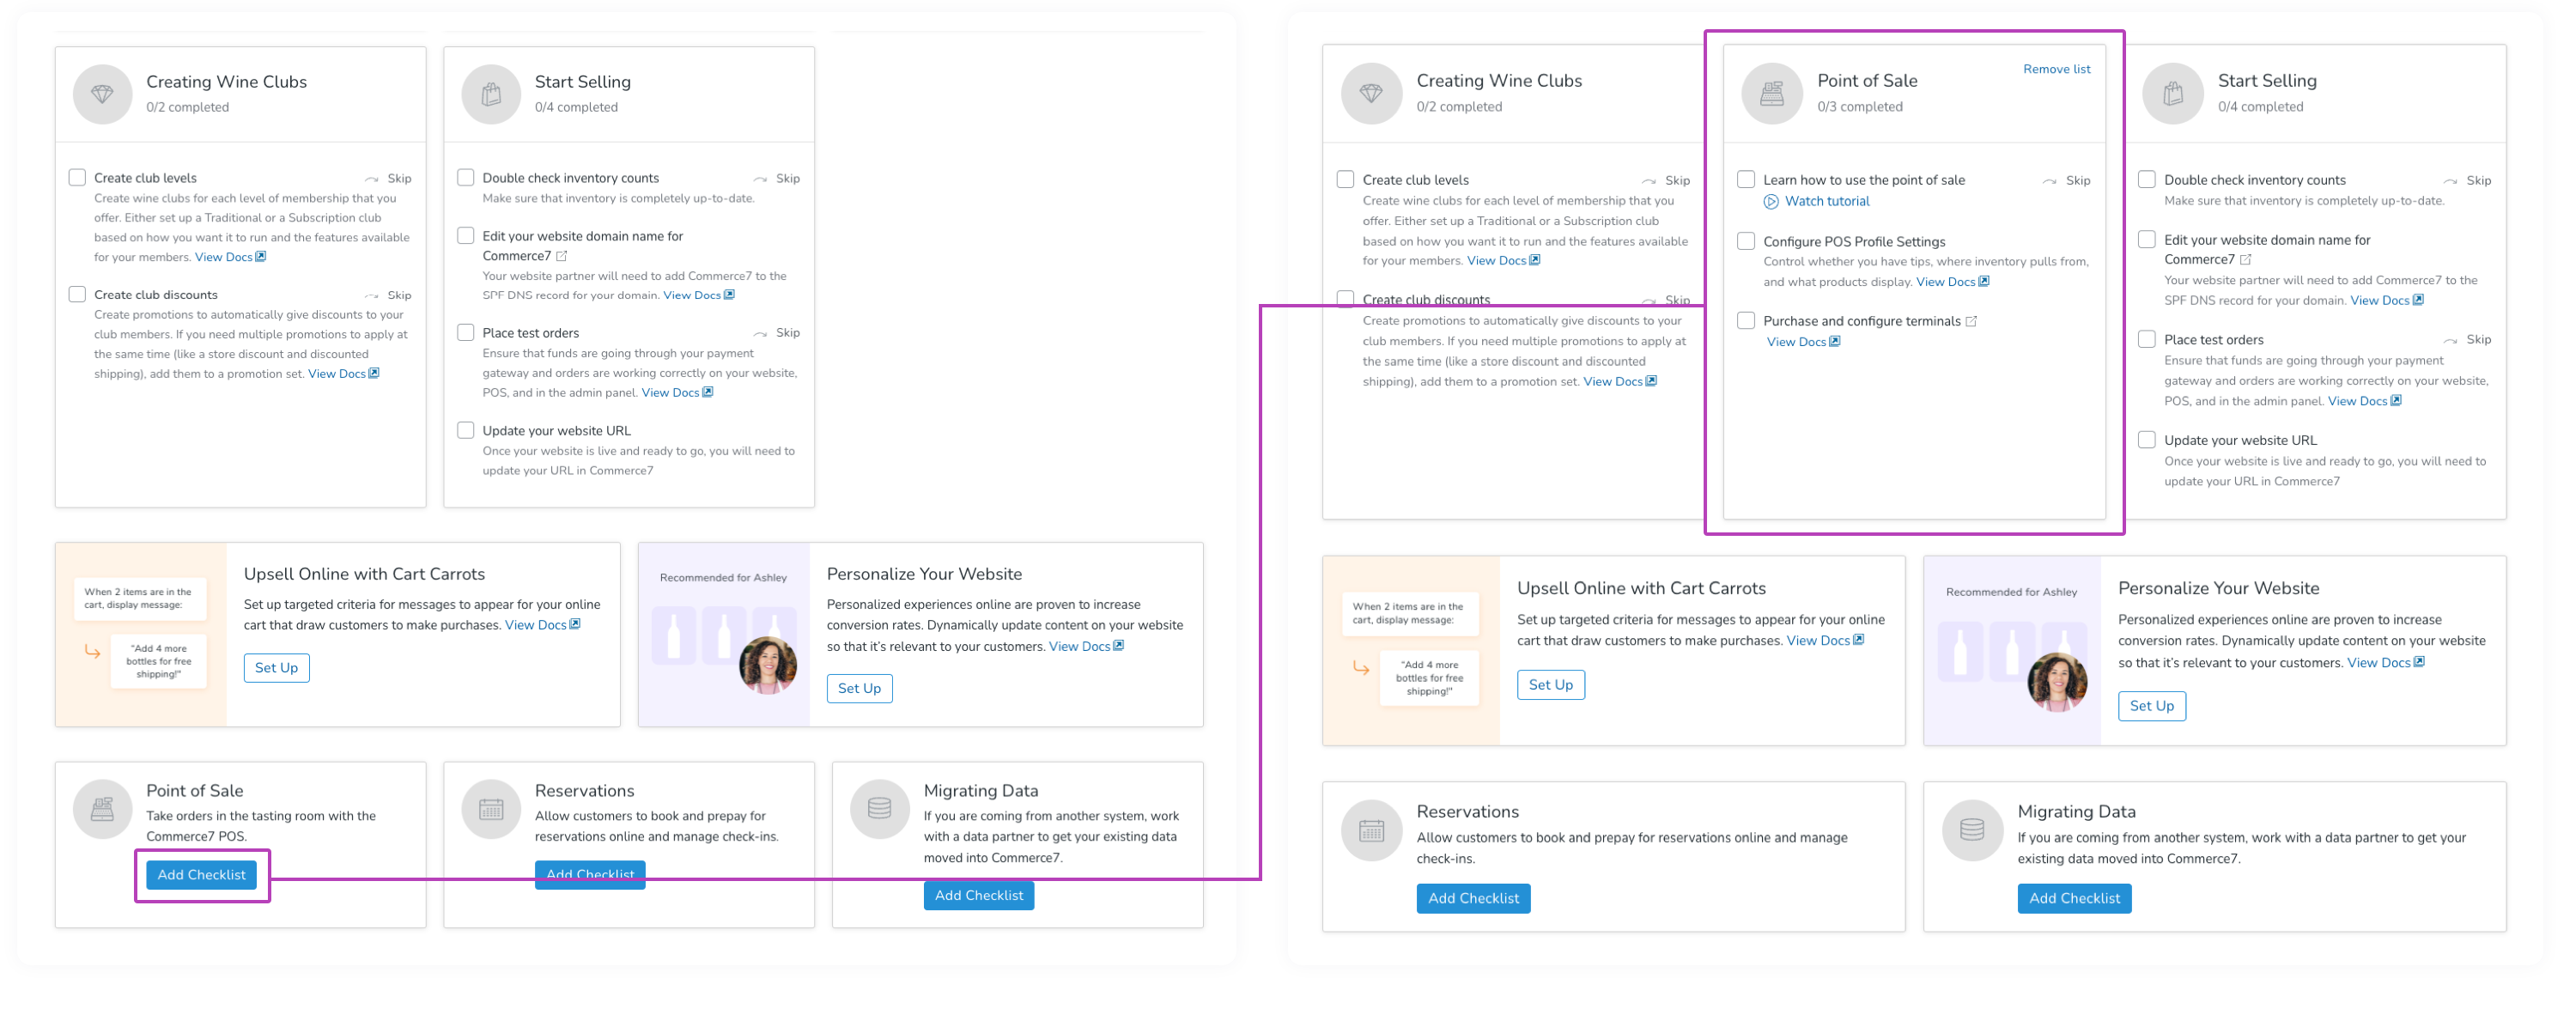 Creating Wine Clubs
0/2 completed
Create club levels
Skip
Create wine clubs for each level of membership that you
offer. Either set up a Traditional or a Subscription club
based on how you want it to run and the features available
for your members. View Docs
Create club discounts
Skip
Create promotions to automatically give discounts to your
club members. If you need multiple promotions to apply at
the same time (like a store discount and discounted
shipping), add them to a promotion set. View Docs
Start Selling
0/4 completed
Double check inventory counts
Skip
Make sure that inventory is completely up-to-date.
Edit your website domain name for
Commerce7
Your website partner will need to add Commerce7 to the
SPF DNS record for your domain. View Docs
Place test orders
Skip
Ensure that funds are going through your payment
gateway and orders are working correctly on your website,
POS, and in the admin panel. View Docs
Update your website URL
Once your website is live and ready to go, you will need to
update your URL in Commerce7
When 2 items are in the
cart, display message:
"Add 4 more
bottles for free
shipping!"
Upsell Online with Cart Carrots
Set up targeted criteria for messages to appear for your online
cart that draw customers to make purchases. View Docs
Set Up
Recommended for Ashley
Personalize Your Website
Personalized experiences online are proven to increase
conversion rates. Dynamically update content on your website
so that it's relevant to your customers. View Docs
Set Up
Point of Sale
Take orders in the tasting room with the
Commerce7 POS.
Add Checklist
Reservations
Allow customers to book and prepay for
reservations online and manage check-ins.
Add Checklist
Migrating Data
If you are coming from another system, work
with a data partner to get your existing data
moved into Commerce7.
Add Checklist
Creating Wine Clubs
0/2 completed
Create club levels
Skip
Create wine clubs for each level of membership that you
offer. Either set up a Traditional or a Subscription club
based on how you want it to run and the features available
for your members. View Docs
Create club discounts
Skip
Create promotions to automatically give discounts to your
club members. If you need multiple promotions to apply at
the same time (like a store discount and discounted
shipping), add them to a promotion set. View Docs
Point of Sale
Remove list
0/3 completed
Learn how to use the point of sale
Skip
Watch tutorial
Configure POS Profile Settings
Control whether you have tips, where inventory pulls from,
and what products display. View Docs
Purchase and configure terminals
View Docs
Start Selling
0/4 completed
Double check inventory counts
Skip
Make sure that inventory is completely up-to-date.
Edit your website domain name for
Commerce7
Your website partner will need to add Commerce7 to the
SPF DNS record for your domain. View Docs
Place test orders
Skip
Ensure that funds are going through your payment
gateway and orders are working correctly on your website,
POS, and in the admin panel. View Docs
Update your website URL
Once your website is live and ready to go, you will need to
update your URL in Commerce7
When 2 items are in the
cart, display message:
"Add 4 more
bottles for free
shipping!"
Upsell Online with Cart Carrots
Set up targeted criteria for messages to appear for your online
cart that draw customers to make purchases. View Docs
Set Up
Recommended for Ashley
Personalize Your Website
Personalized experiences online are proven to increase
conversion rates. Dynamically update content on your website
so that it's relevant to your customers. View Docs
Set Up
Reservations
Allow customers to book and prepay for reservations online and manage
check-ins.
Add Checklist
Migrating Data
If you are coming from another system, work with a data partner to get your
existing data moved into Commerce7.
Add Checklist